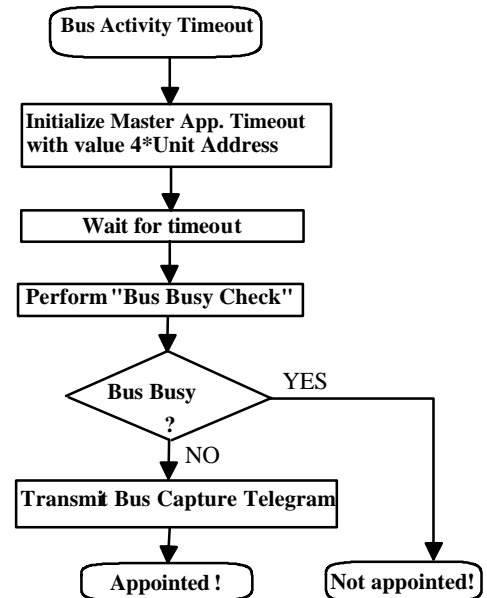 Bus Activity Timeout
Initialize Master App. Timeout
with value 4*Unit Address
Wait for timeout
Perform "Bus Busy Check"
Bus Busy
?
YES
NO
Transmit Bus Capture Telegram
Appointed !
Not appointed!